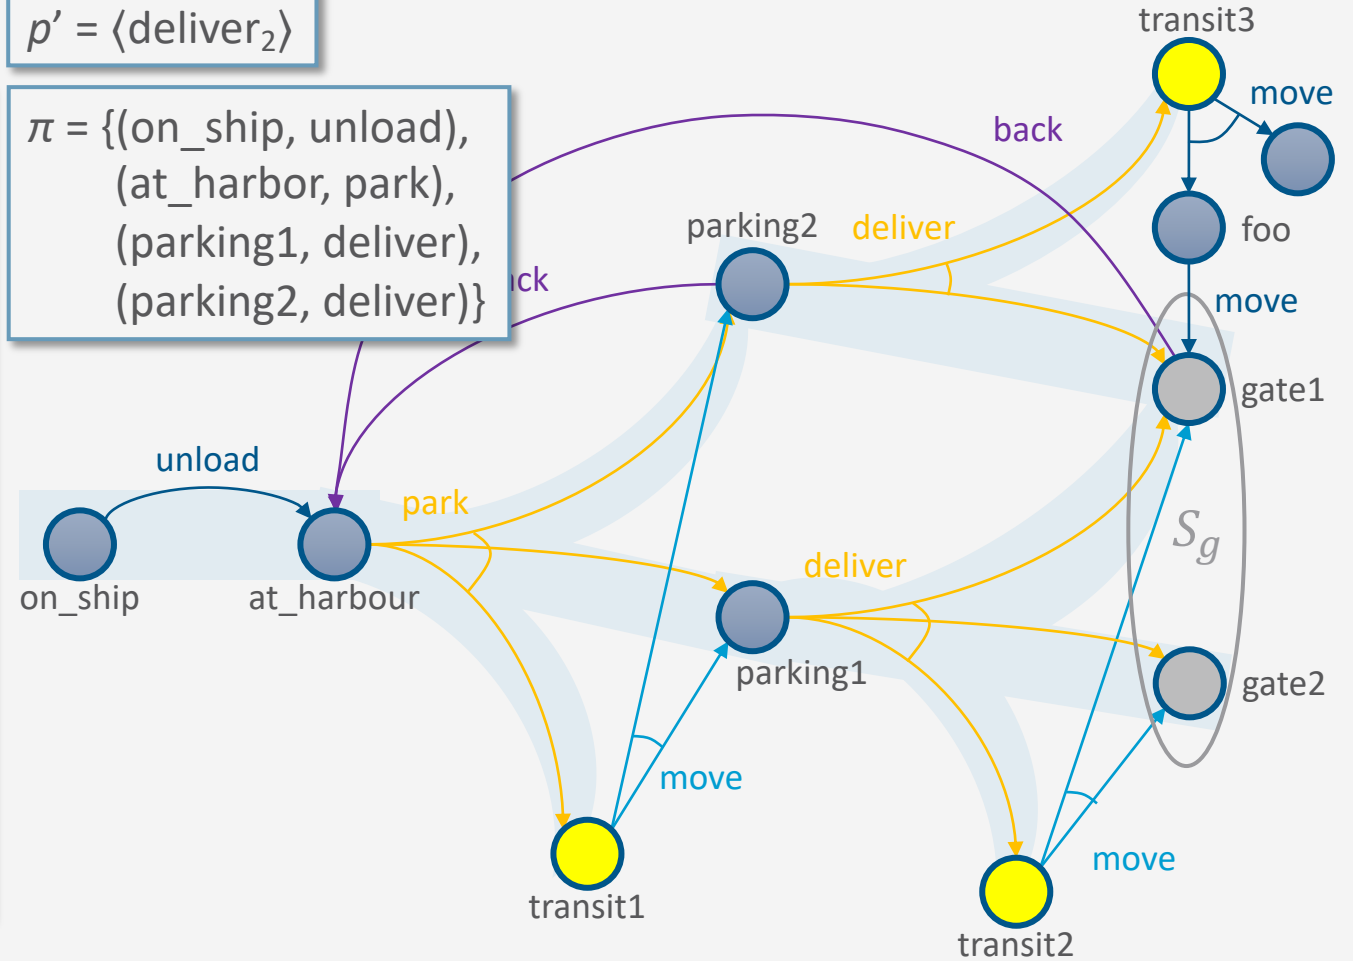 p’ = ⟨deliver₂⟩
π = {(on_ship, unload),
(at_harbor, park),
(parking1, deliver),
(parking2, deliver)}
transit3
move
back
parking2
deliver
foo
ck
move
gate1
unload
park
S_g
deliver
on_ship
at_harbour
parking1
gate2
move
move
transit1
transit2